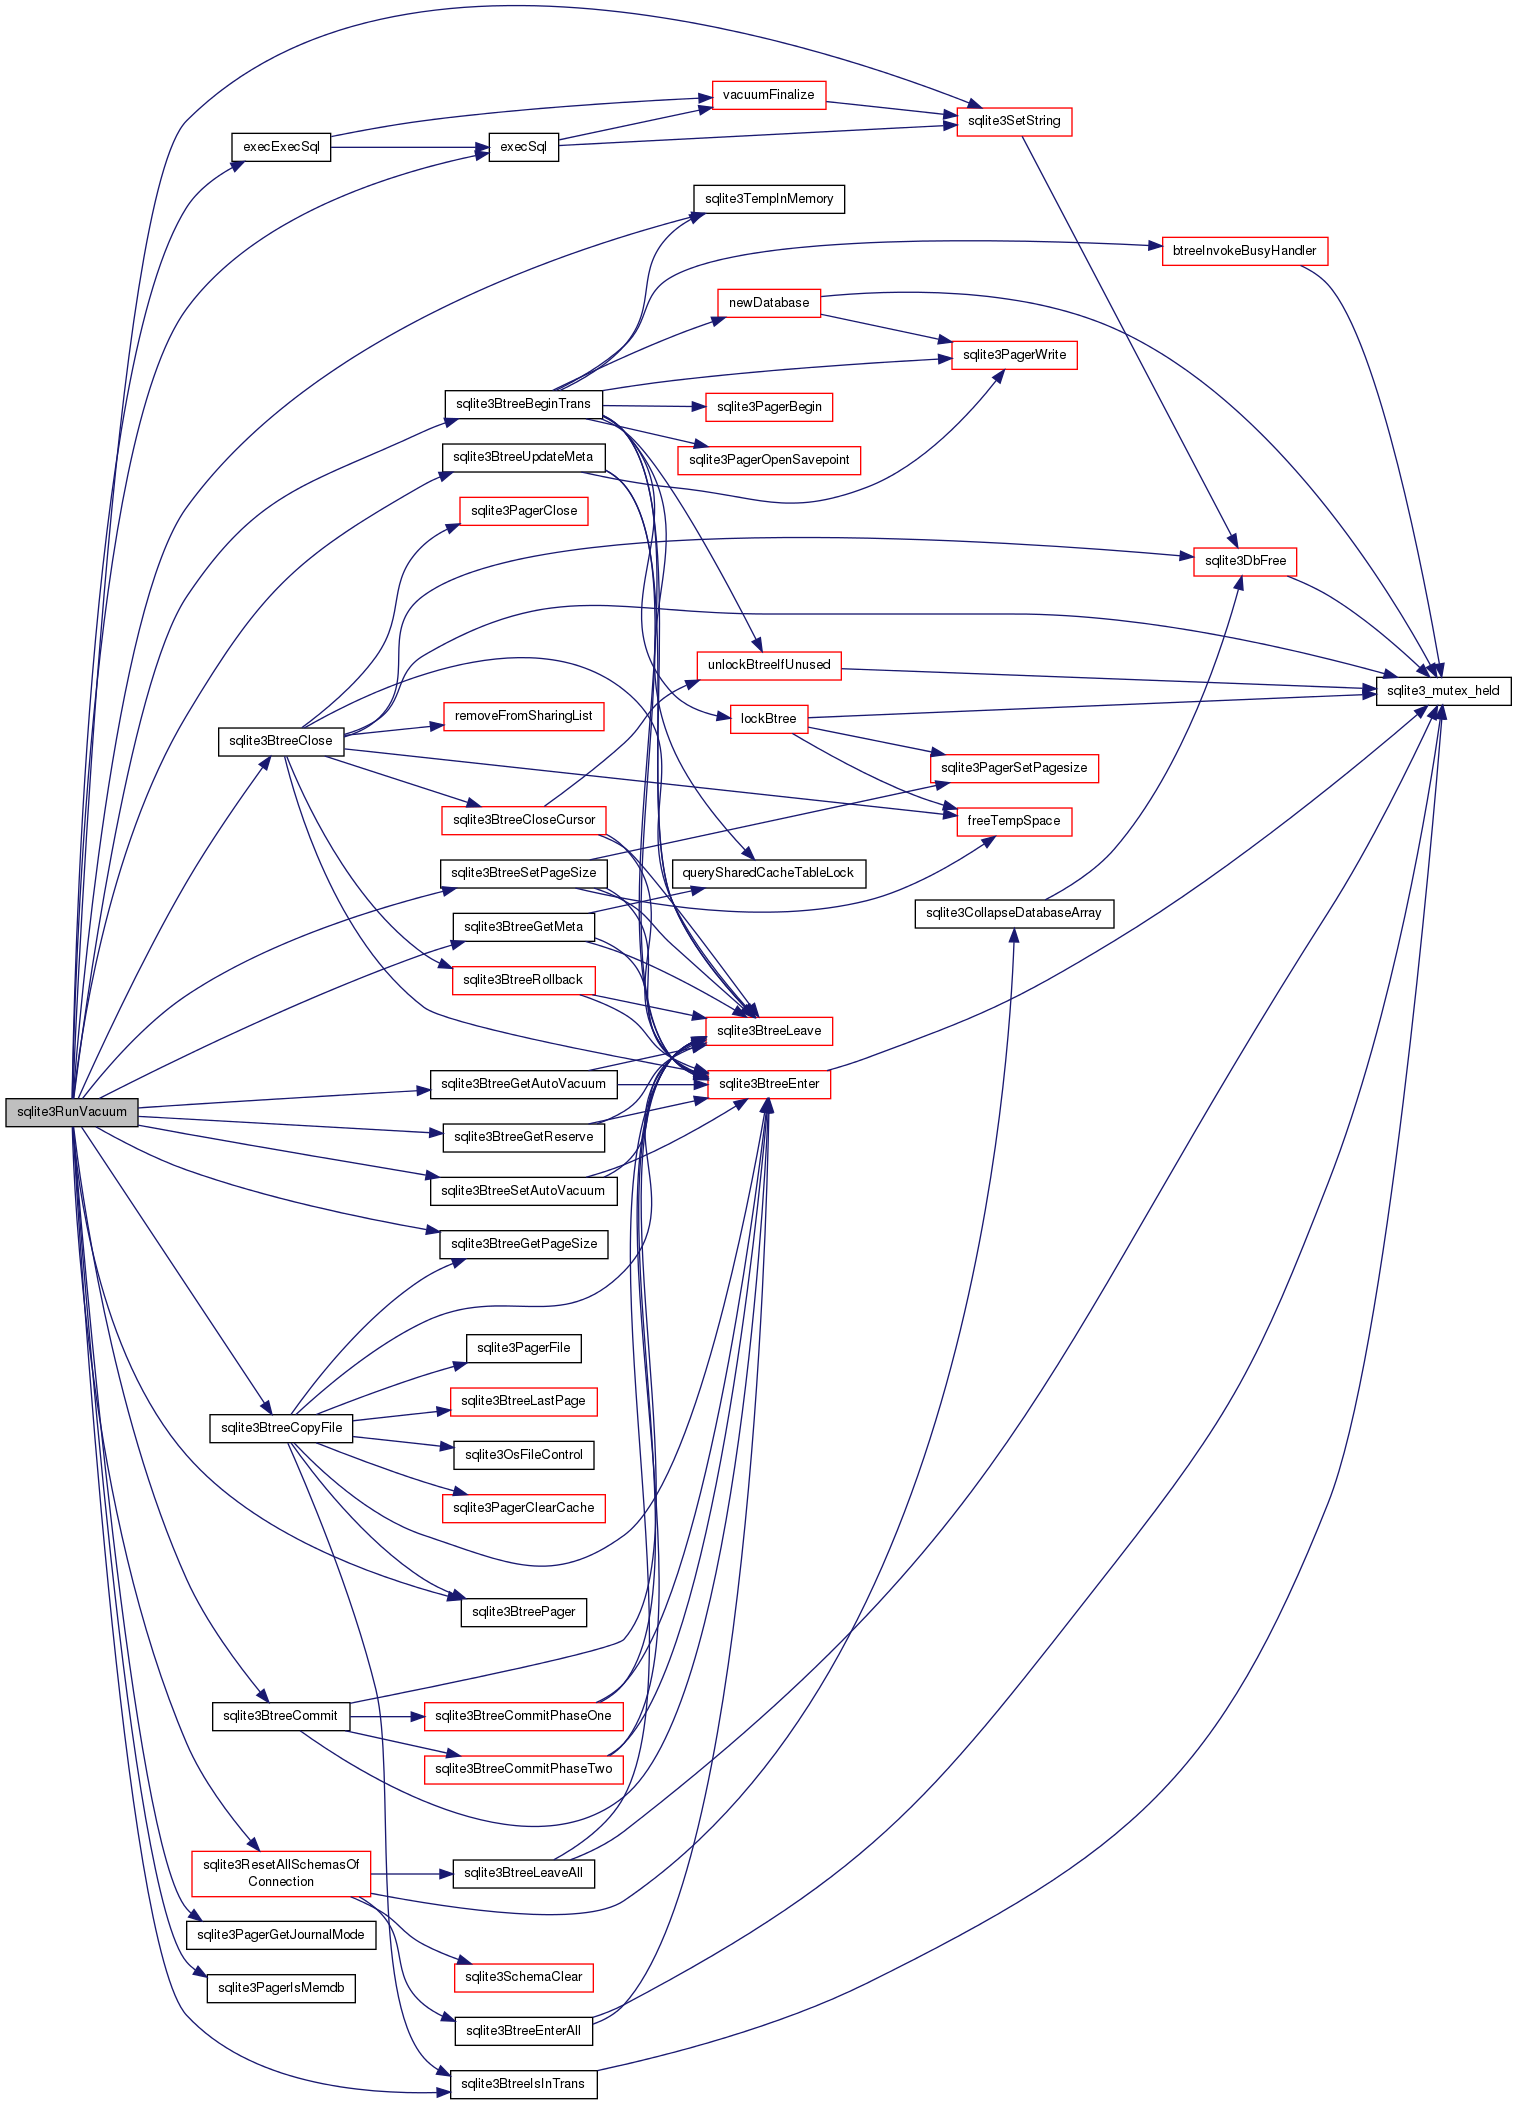 vacuumFinalize
sqlite3SetString
execExecSql
execSql
sqlite3TempInMemory
btreeInvokeBusyHandler
newDatabase
sqlite3PagerWrite
sqlite3BtreeBeginTrans
sqlite3PagerBegin
sqlite3BtreeUpdateMeta
sqlite3PagerOpenSavepoint
sqlite3PagerClose
sqlite3DbFree
unlockBtreeIfUnused
sqlite3_mutex_held
removeFromSharingList
lockBtree
sqlite3BtreeClose
sqlite3PagerSetPagesize
sqlite3BtreeCloseCursor
freeTempSpace
sqlite3BtreeSetPageSize
querySharedCacheTableLock
sqlite3CollapseDatabaseArray
sqlite3BtreeGetMeta
sqlite3BtreeRollback
sqlite3BtreeLeave
sqlite3BtreeGetAutoVacuum
sqlite3BtreeEnter
sqlite3RunVacuum
sqlite3BtreeGetReserve
sqlite3BtreeSetAutoVacuum
sqlite3BtreeGetPageSize
sqlite3PagerFile
sqlite3BtreeLastPage
sqlite3BtreeCopyFile
sqlite3OsFileControl
sqlite3PagerClearCache
sqlite3BtreePager
sqlite3BtreeCommit
sqlite3BtreeCommitPhaseOne
sqlite3BtreeCommitPhaseTwo
sqlite3ResetAllSchemasOf
Connection
sqlite3BtreeLeaveAll
sqlite3PagerGetJournalMode
sqlite3SchemaClear
sqlite3PagerIsMemdb
sqlite3BtreeEnterAll
sqlite3BtreeIsInTrans